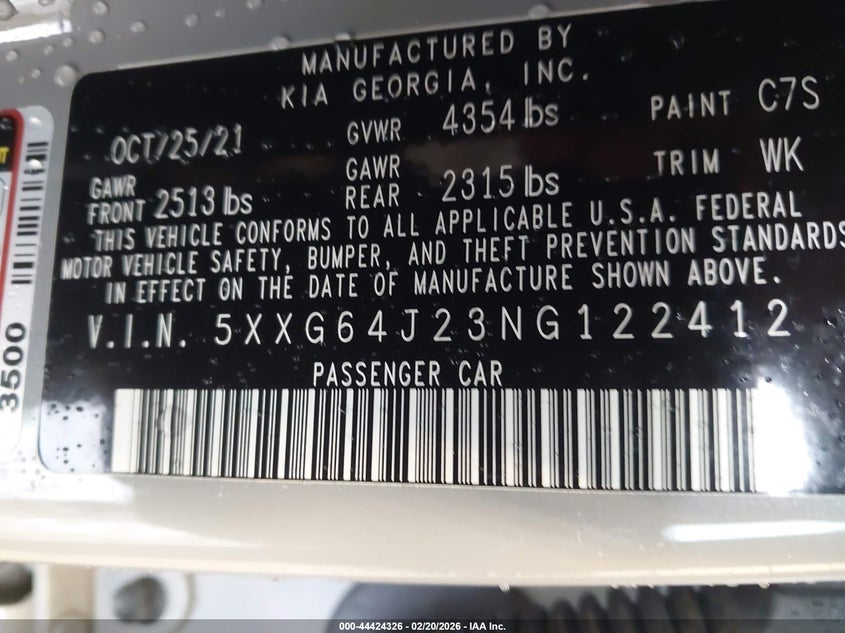 MANUFACTURED BY
KIA GEORGIA, INC.
OCT/25/21 GVWR 4354 lbs PAINT C7S
GAWR FRONT 2513 lbs GAWR REAR 2315 lbs TRIM WK
THIS VEHICLE CONFORMS TO ALL APPLICABLE U.S.A. FEDERAL
MOTOR VEHICLE SAFETY, BUMPER, AND THEFT PREVENTION STANDARDS
IN EFFECT ON THE DATE OF MANUFACTURE SHOWN ABOVE.
V.I.N. 5XXG64J23NG122412
PASSENGER CAR
3500
000-44424326 - 02/20/2026 - IAA Inc.